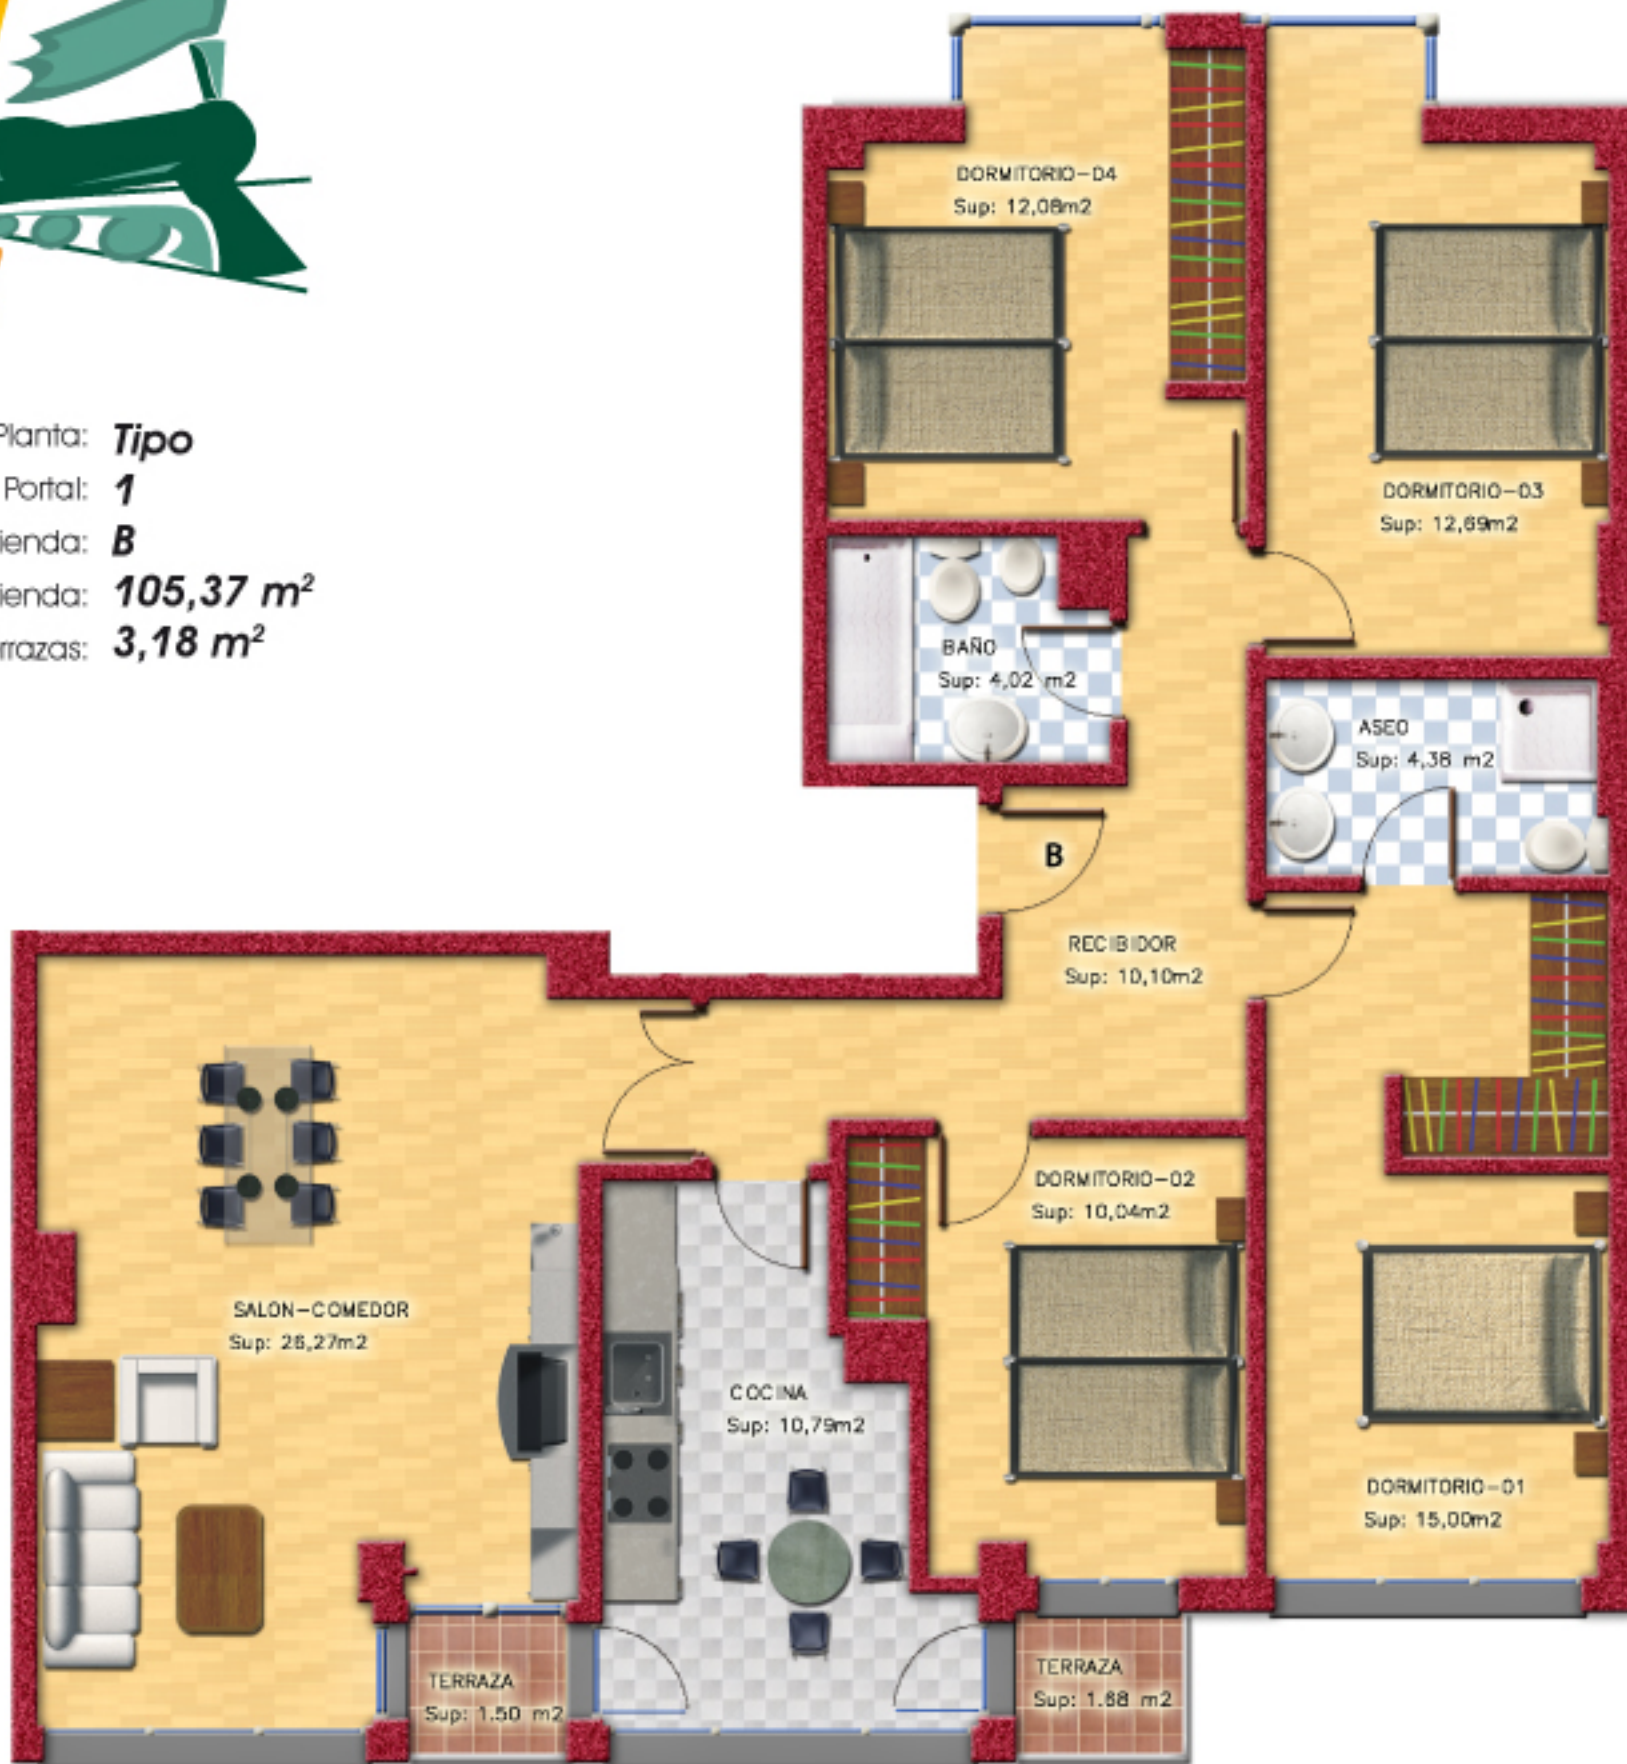 Planta: Tipo
Portal: 1
ienda: B
ienda: 105,37 m²
rrazas: 3,18 m²
DORMITORIO-04
Sup: 12,08m2
DORMITORIO-03
Sup: 12,69m2
BAÑO
Sup: 4,02 m2
ASEO
Sup: 4,38 m2
B
RECIBIDOR
Sup: 10,10m2
DORMITORIO-02
Sup: 10,04m2
SALON-COMEDOR
Sup: 26,27m2
COCINA
Sup: 10,79m2
DORMITORIO-01
Sup: 15,00m2
TERRAZA
Sup: 1.50 m2
TERRAZA
Sup: 1.68 m2